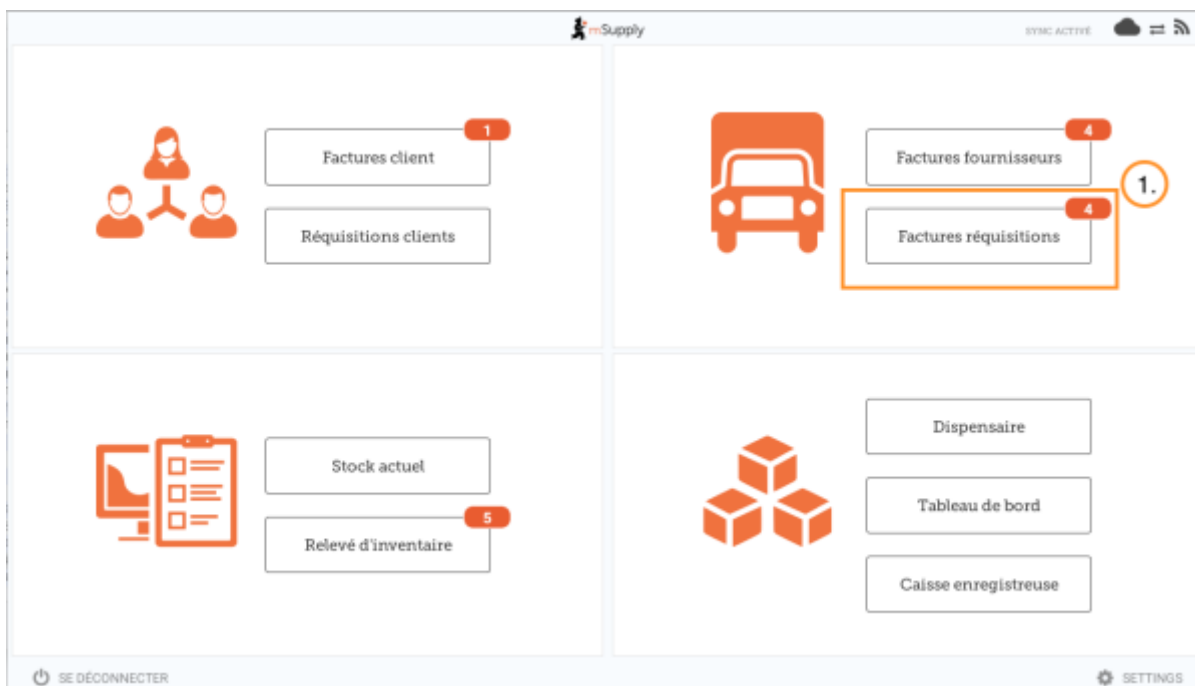 mSupply
SYNC ACTIVÉ
1
Factures client
Réquisitions clients
4
Factures fournisseurs
1.
4
Factures réquisitions
Stock actuel
5
Relevé d'inventaire
Dispensaire
Tableau de bord
Caisse enregistreuse
SE DÉCONNECTER
SETTINGS